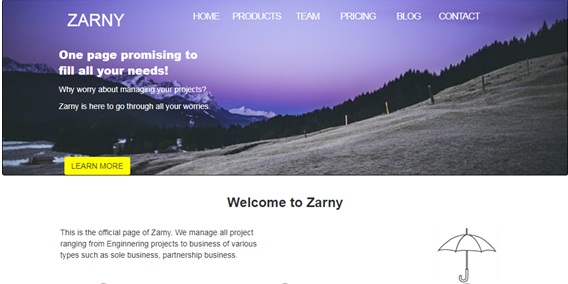 ZARNY
HOME PRODUCTS TEAM PRICING BLOG CONTACT
One page promising to
fill all your needs!
Why worry about managing your projects?
Zarny is here to go through all your worries.
LEARN MORE
Welcome to Zarny
This is the official page of Zarny. We manage all project
ranging from Enginnering projects to business of various
types such as sole business, partnership business.